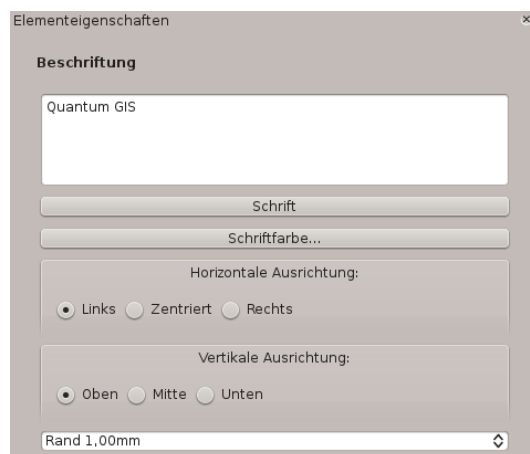 Elementeigenschaften
Beschriftung
Quantum GIS
Schrift
Schriftfarbe...
Horizontale Ausrichtung:
Links Zentriert Rechts
Vertikale Ausrichtung:
Oben Mitte Unten
Rand 1,00mm